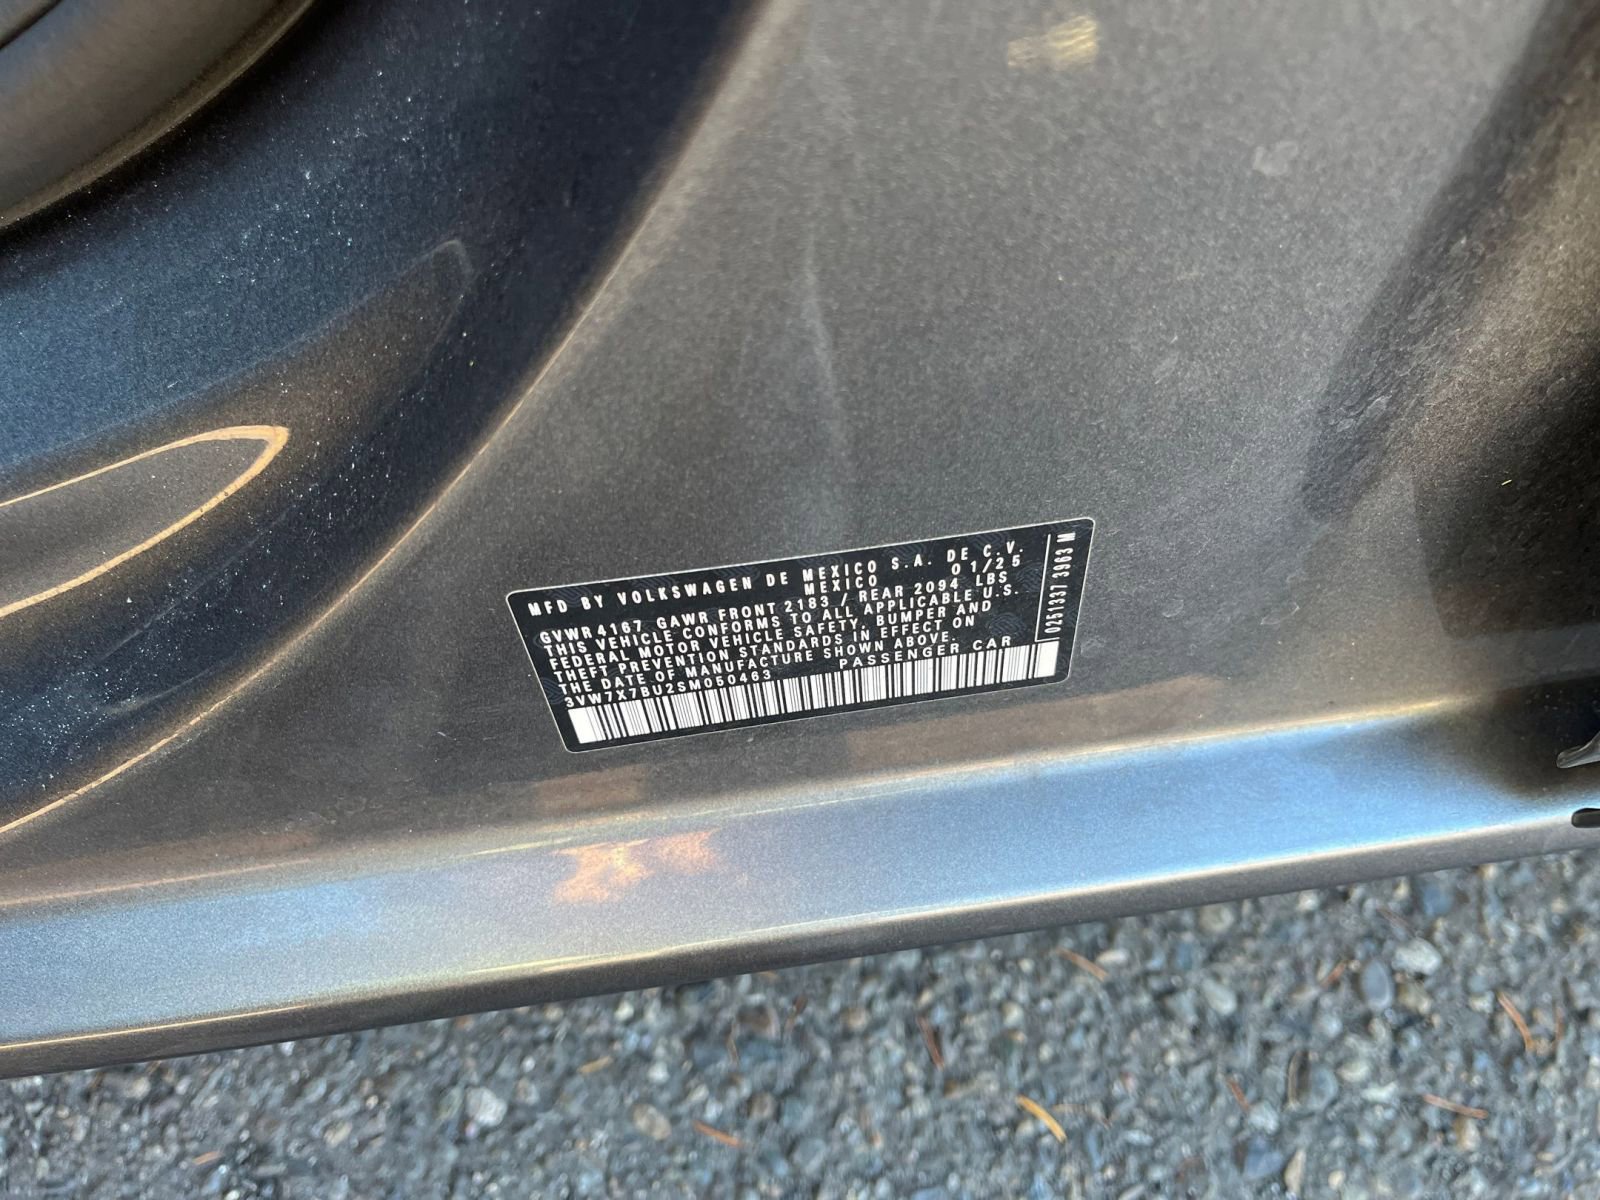 MFD BY VOLKSWAGEN DE MEXICO S.A. DE C.V.
MEXICO 01/25
GVWR 4167 GAWR FRONT 2183 / REAR 2094 LBS
THIS VEHICLE CONFORMS TO ALL APPLICABLE U.S.
FEDERAL MOTOR VEHICLE SAFETY, BUMPER AND
THEFT PREVENTION STANDARDS IN EFFECT ON
THE DATE OF MANUFACTURE SHOWN ABOVE.
3VW7X7BU2SM050463 PASSENGER CAR
0251337 3963 M